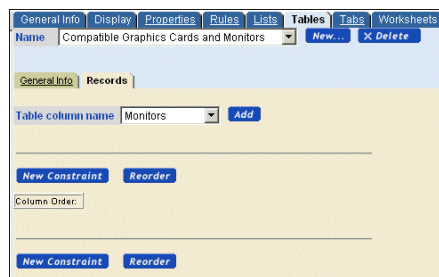 General Info Display Properties Rules Lists Tables Tabs Worksheets
Name Compatible Graphics Cards and Monitors New... X Delete
General Info Records
Table column name Monitors Add
New Constraint Reorder
Column Order:
New Constraint Reorder